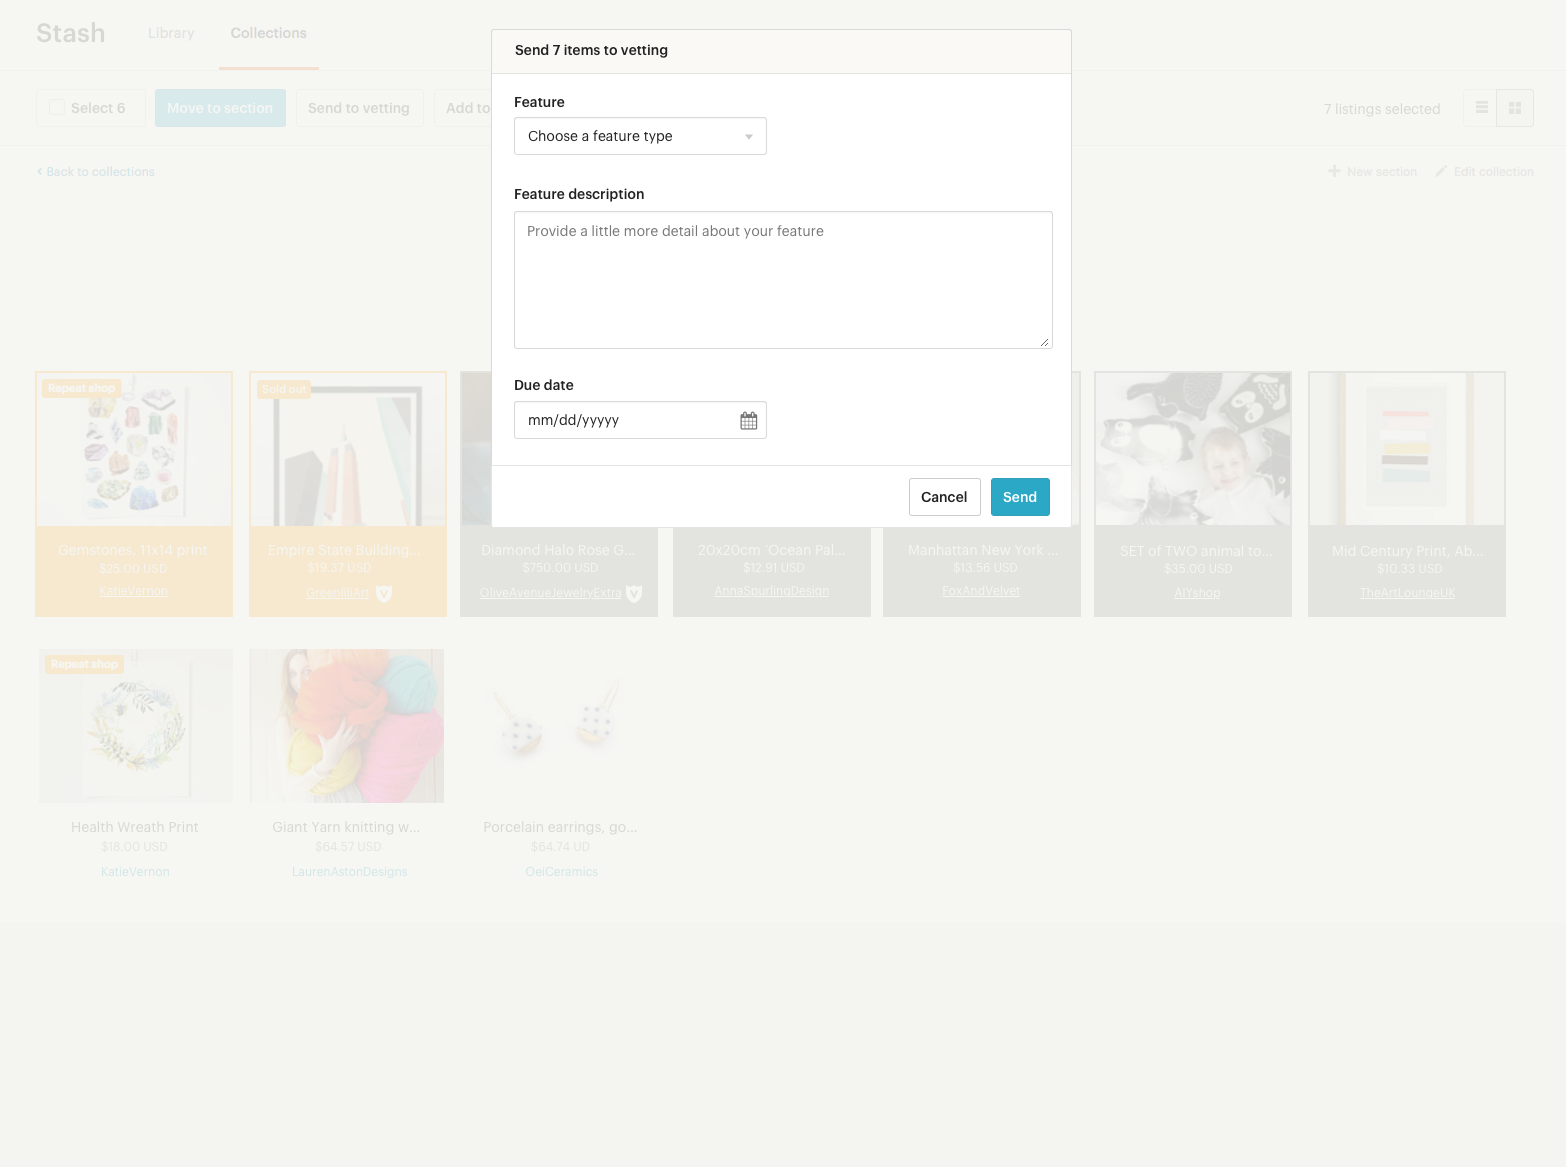 Stash
Library
Collections
Send 7 items to vetting
Select 6
Move to section
Send to vetting
Add to
7 listings selected
Feature
Choose a feature type
Back to collections
New section
Edit collection
Feature description
Provide a little more detail about your feature
Due date
mm/dd/yyyyy
Cancel
Send
Repeat shop
Gemstones, 11x14 print
$25.00 USD
KatieVernon
Sold out
Empire State Building...
$19.37 USD
GreenlillArt
Diamond Halo Rose G...
$750.00 USD
OliveAvenueJewelryExtra
20x20cm 'Ocean Pal...
$12.91 USD
AnnaSpurlingDesign
Manhattan New York ...
$13.56 USD
FoxAndVelvet
SET of TWO animal to...
$35.00 USD
AIYshop
Mid Century Print, Ab...
$10.33 USD
TheArtLoungeUK
Repeat shop
Health Wreath Print
$18.00 USD
KatieVernon
Giant Yarn knitting w...
$64.57 USD
LaurenAstonDesigns
Porcelain earrings, go...
$64.74 UD
OeiCeramics